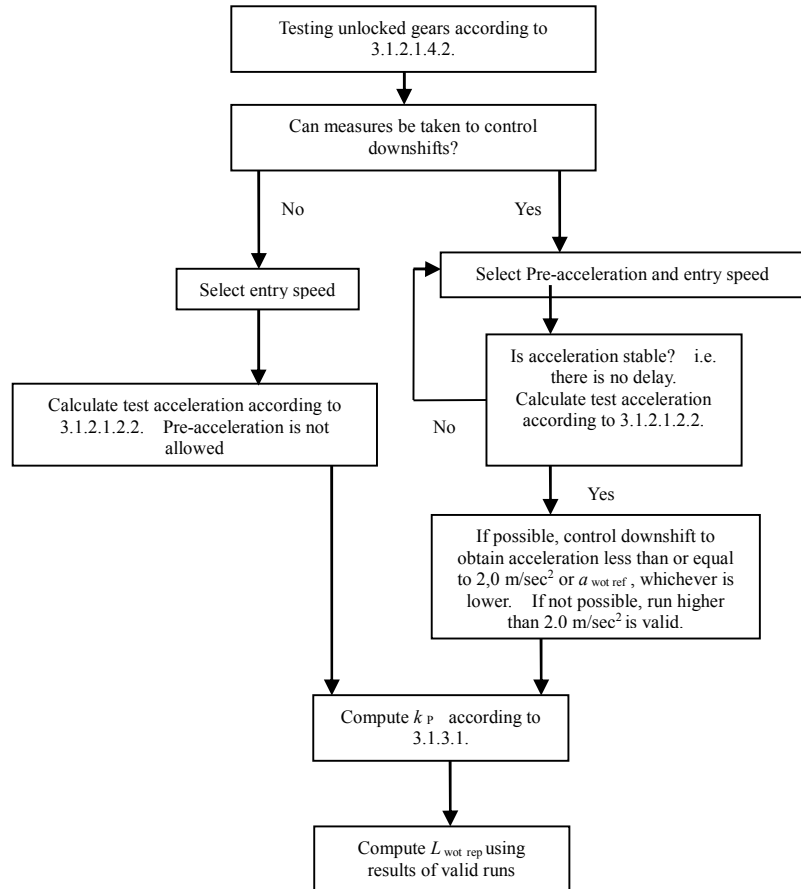 Testing unlocked gears according to
3.1.2.1.4.2.
Can measures be taken to control
downshifts?
No
Yes
Select entry speed
Select Pre-acceleration and entry speed
Is acceleration stable? i.e.
there is no delay.
Calculate test acceleration
according to 3.1.2.1.2.2.
Calculate test acceleration according to
3.1.2.1.2.2. Pre-acceleration is not
allowed
No
Yes
If possible, control downshift to
obtain acceleration less than or equal
to 2,0 m/sec² or a wot ref , whichever is
lower. If not possible, run higher
than 2.0 m/sec² is valid.
Compute k P according to
3.1.3.1.
Compute L wot rep using
results of valid runs